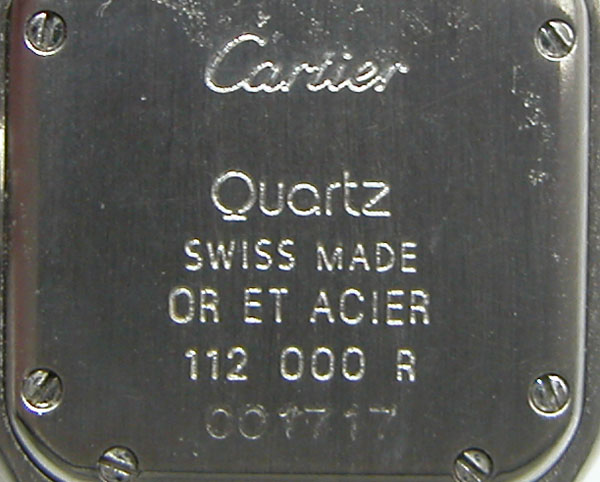 Cartier
Quartz
SWISS MADE
OR ET ACIER
112 000 R
001717